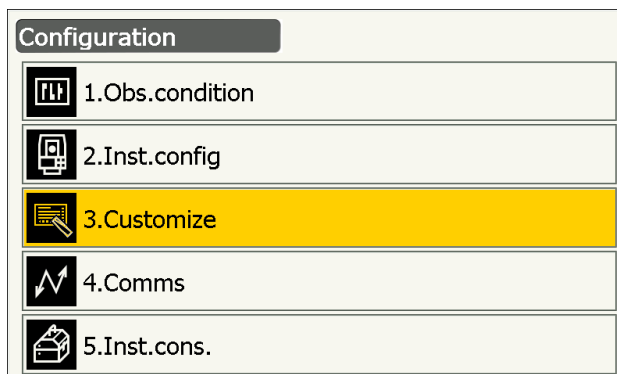 Configuration
1.Obs.condition
2.Inst.config
3.Customize
4.Comms
5.Inst.cons.